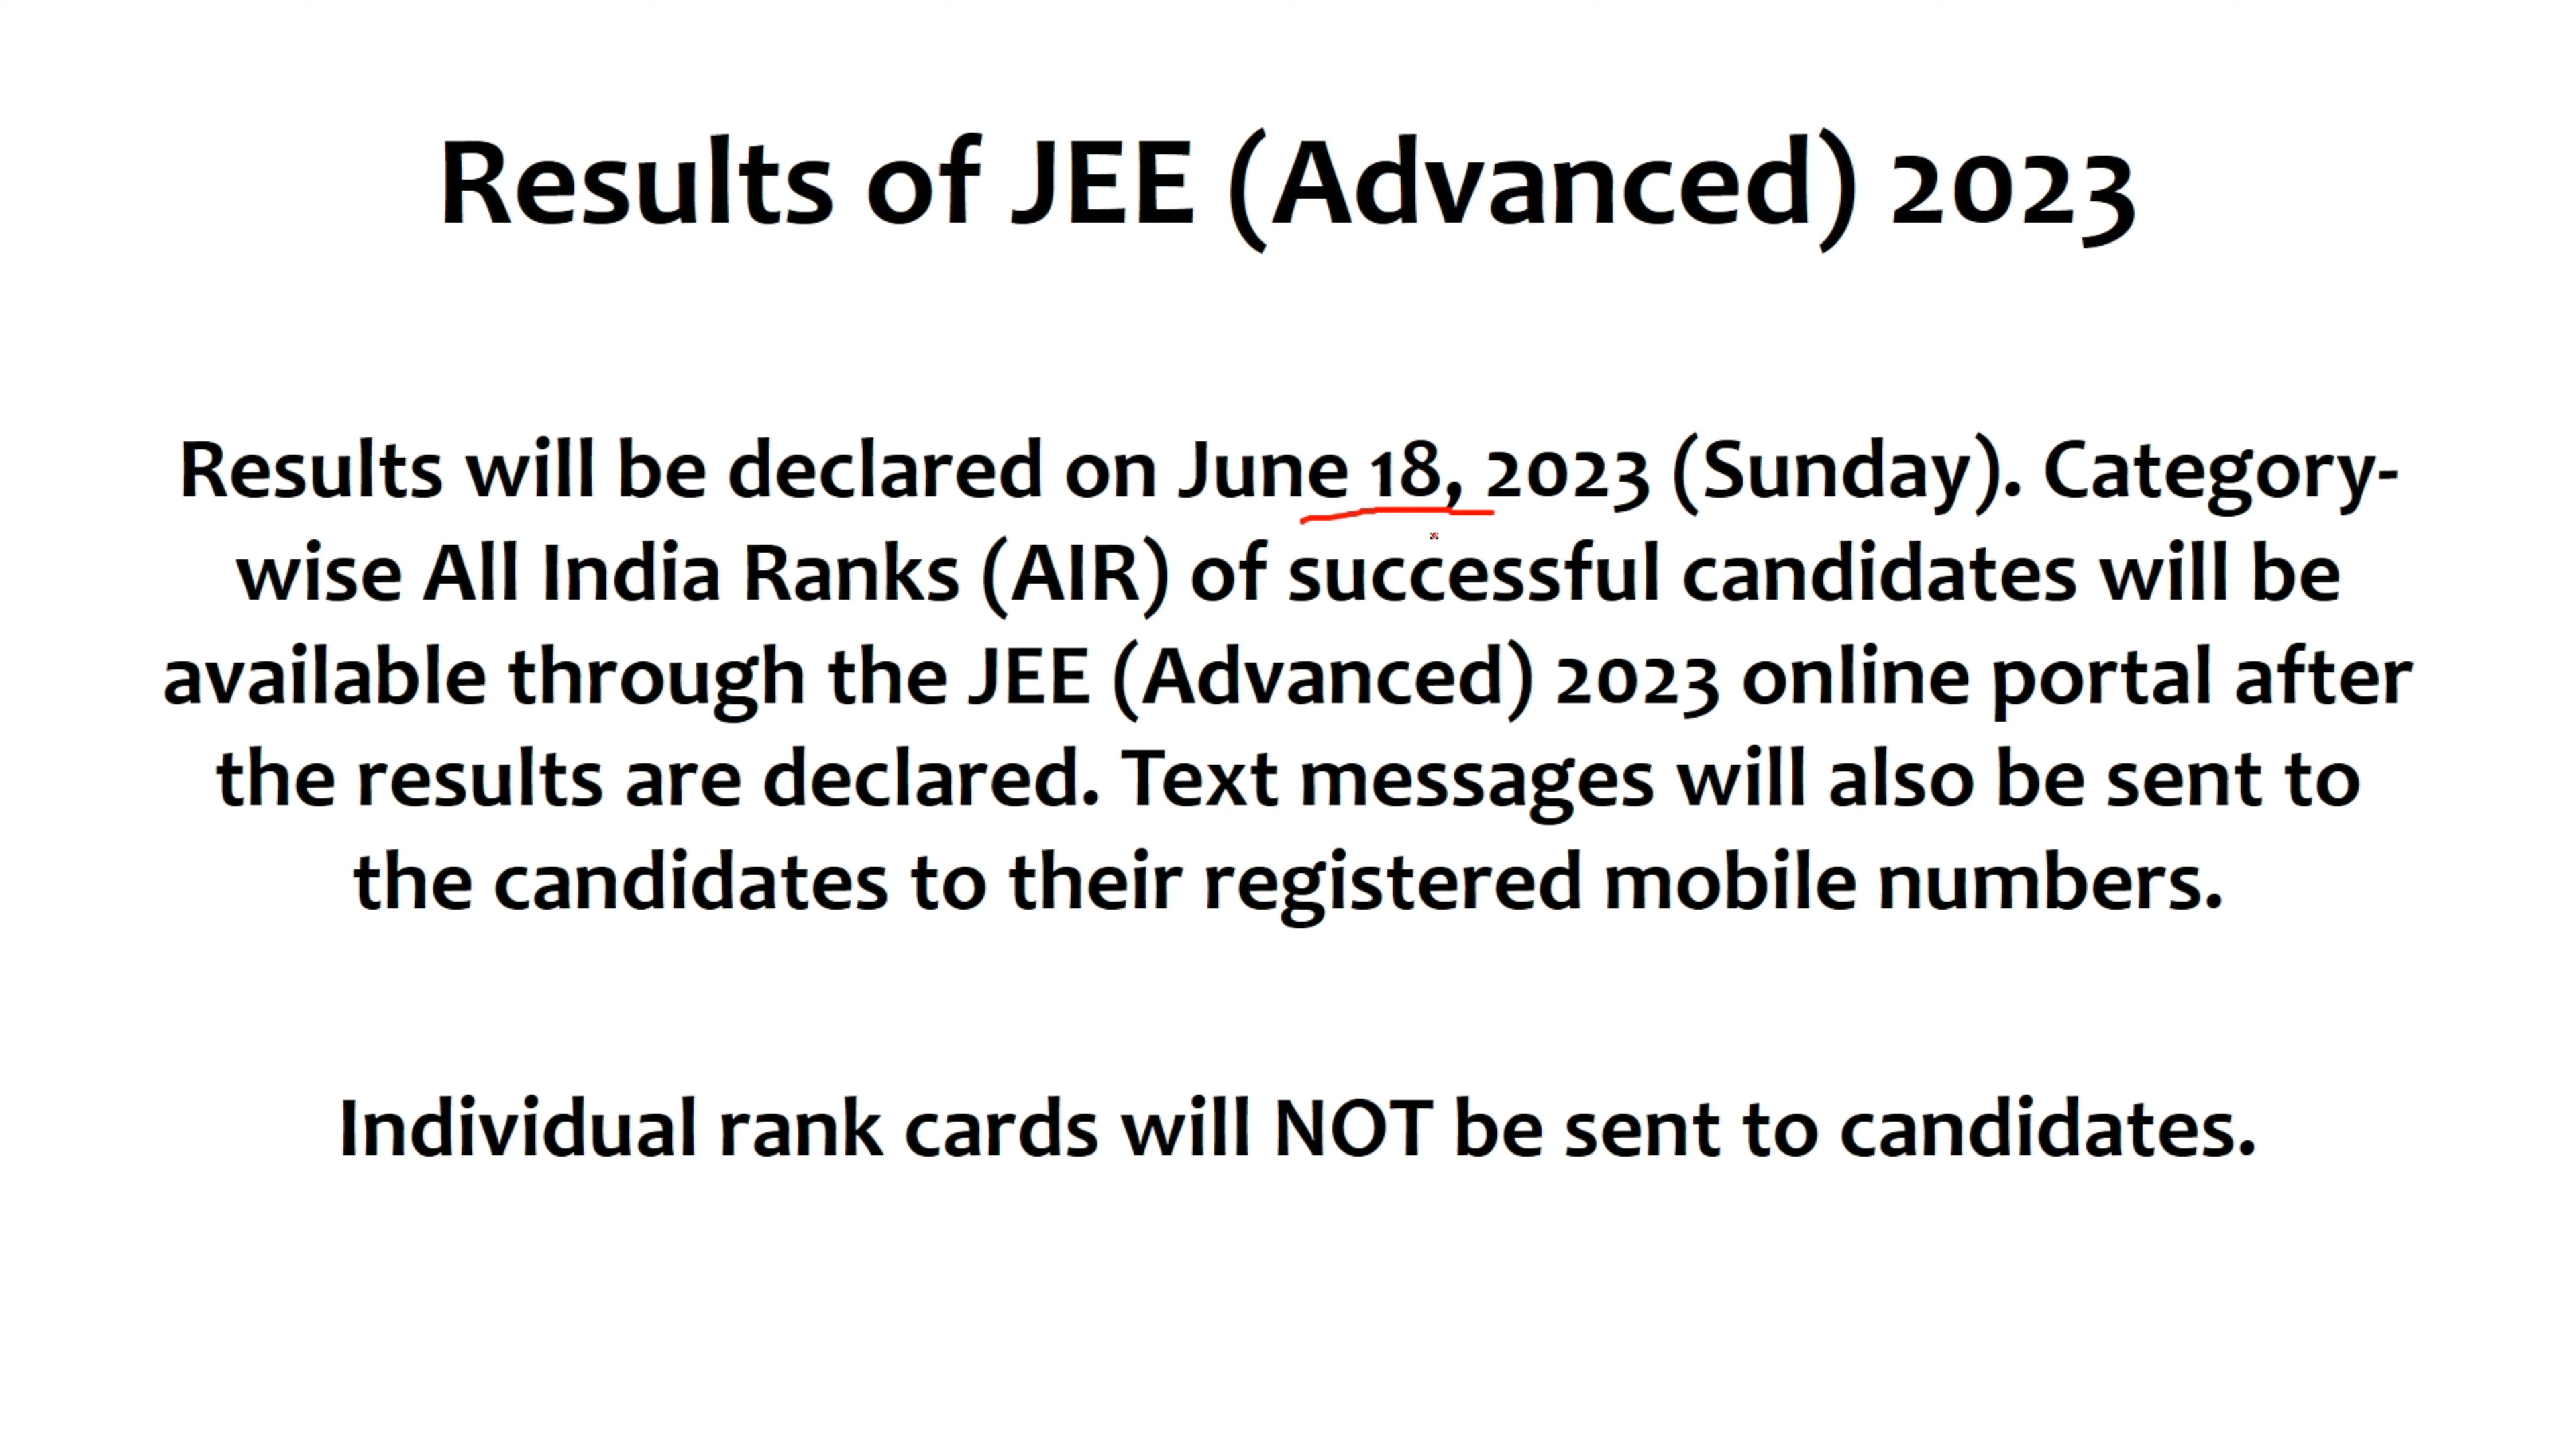 Results of JEE (Advanced) 2023
Results will be declared on June 18, 2023 (Sunday). Category-
wise All India Ranks (AIR) of successful candidates will be
available through the JEE (Advanced) 2023 online portal after
the results are declared. Text messages will also be sent to
the candidates to their registered mobile numbers.
Individual rank cards will NOT be sent to candidates.